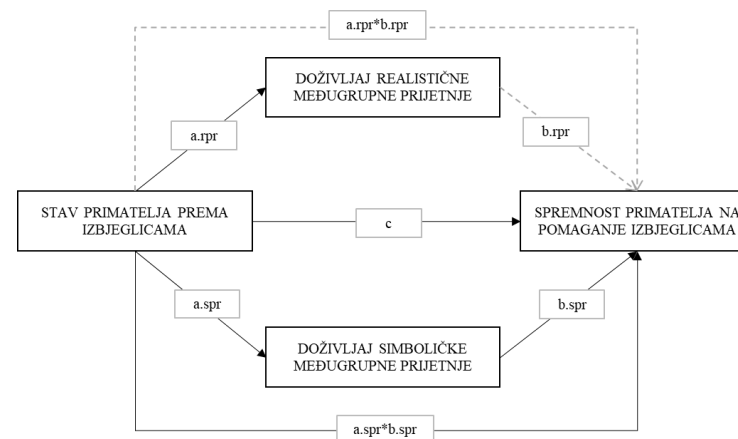 a.rpr*b.rpr
DOŽIVLJAJ REALISTIČNE
MEĐUGRUPNE PRIJETNJE
a.rpr
b.rpr
STAV PRIMATELJA PREMA
IZBJEGLICAMA
c
SPREMNOST PRIMATELJA NA
POMAGANJE IZBJEGLICAMA
a.spr
b.spr
DOŽIVLJAJ SIMBOLIČKE
MEĐUGRUPNE PRIJETNJE
a.spr*b.spr